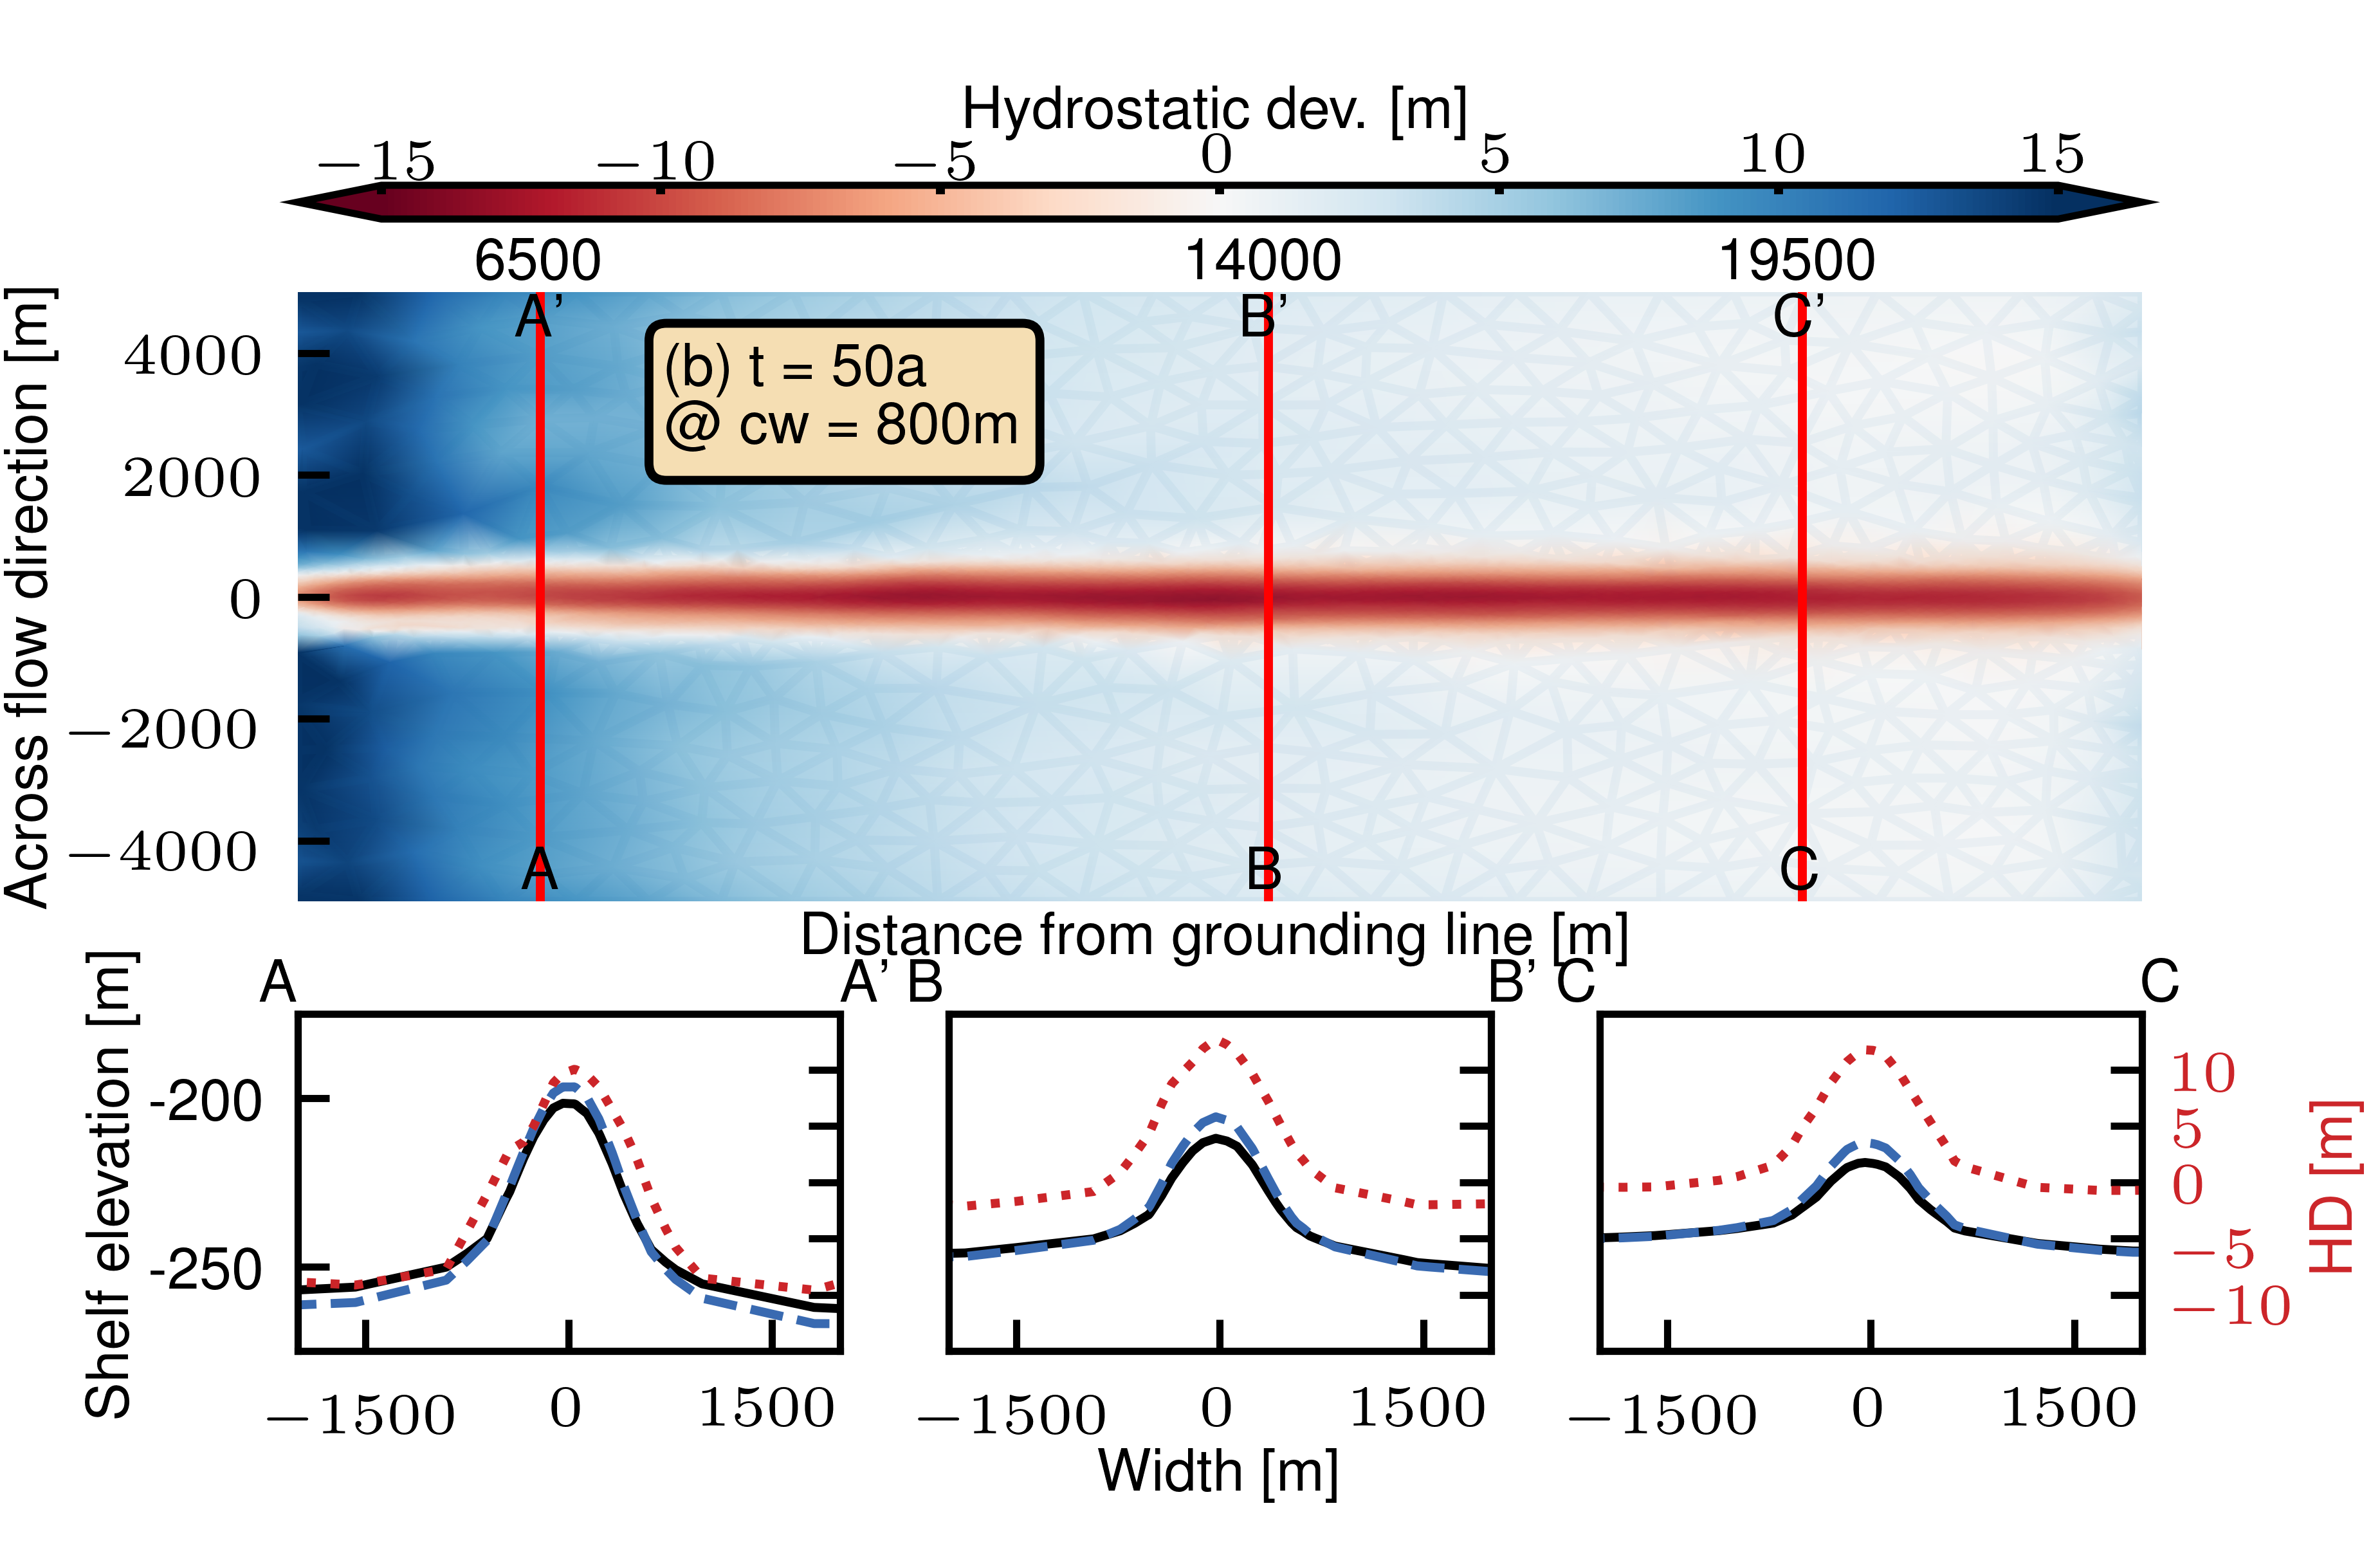 Hydrostatic dev. [m]
−15 −10 −5 0 5 10 15
6500 14000 19500
A' B' C'
(b) t = 50a
@ cw = 800m
Across flow direction [m]
4000
2000
0
−2000
−4000
A B C
Distance from grounding line [m]
A A' B B' C C
Shelf elevation [m]
-200
-250
10
5
0
−5
−10
HD [m]
−1500 0 1500 −1500 0 1500 −1500 0 1500
Width [m]